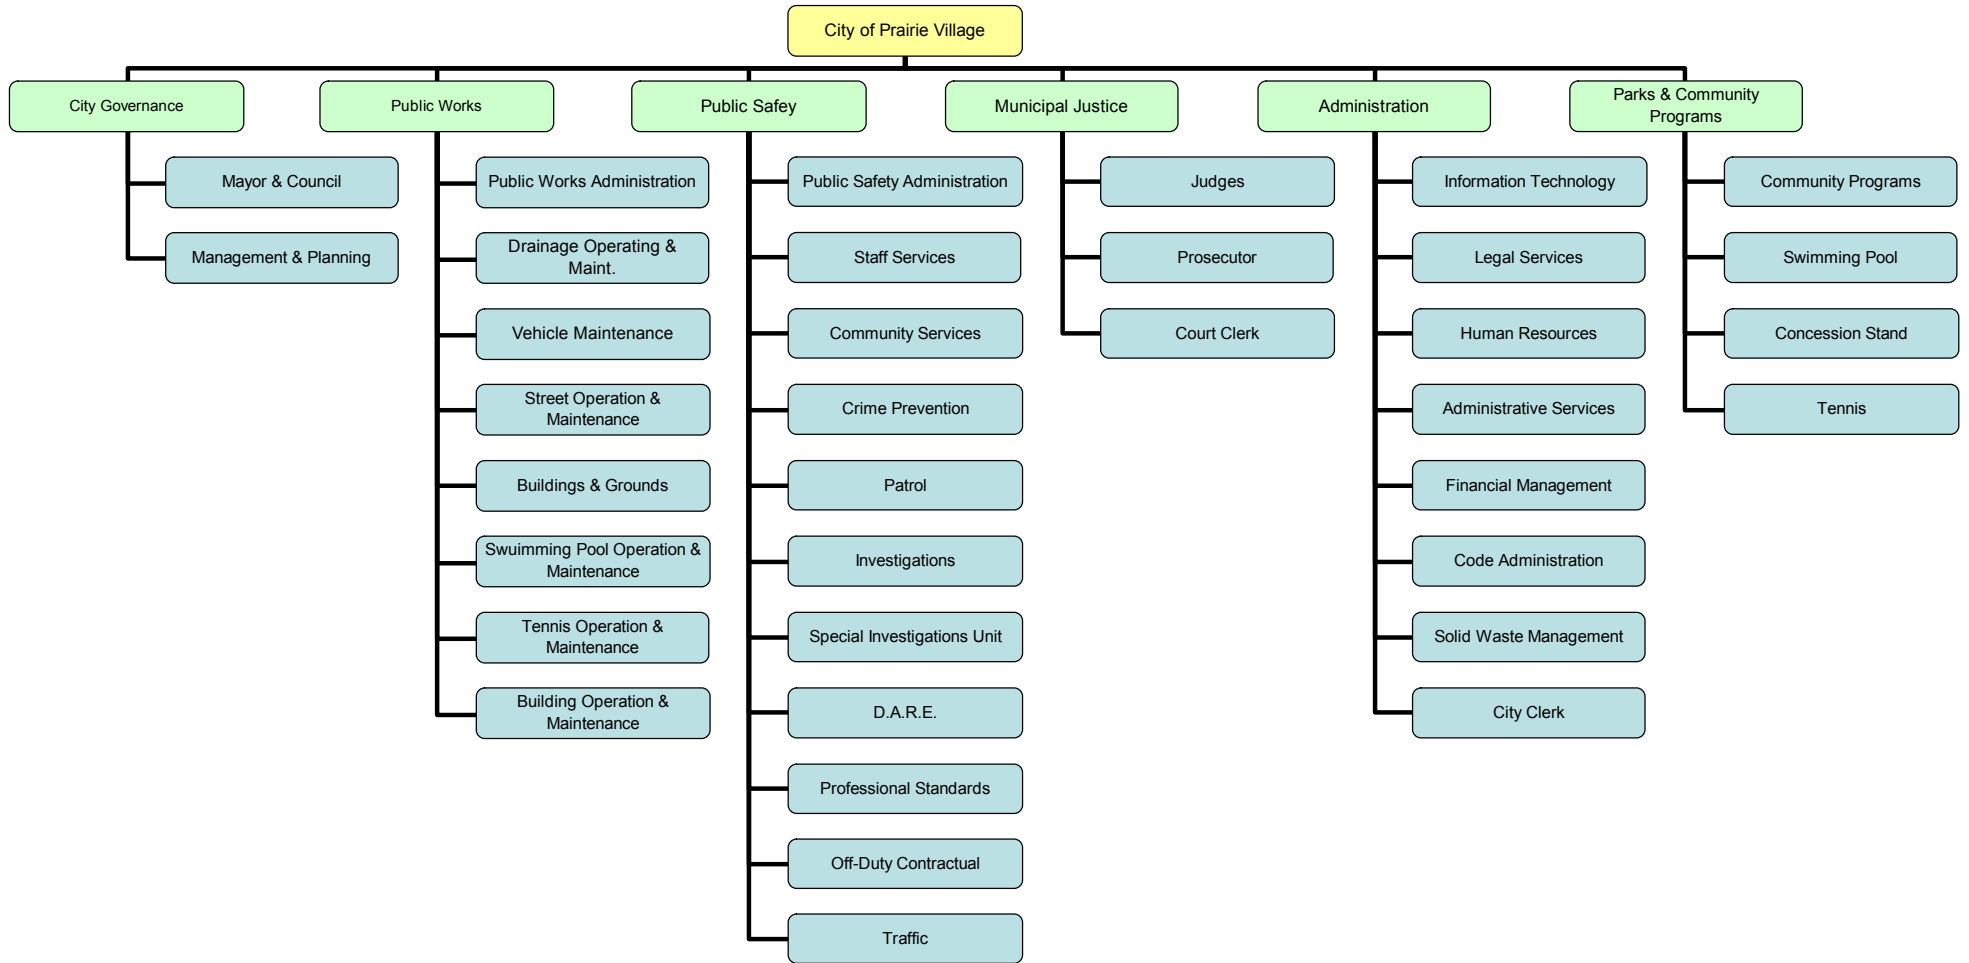 City of Prairie Village
City Governance
Mayor & Council
Management & Planning
Public Works
Public Works Administration
Drainage Operating &
Maint.
Vehicle Maintenance
Street Operation &
Maintenance
Buildings & Grounds
Swuimming Pool Operation &
Maintenance
Tennis Operation &
Maintenance
Building Operation &
Maintenance
Public Safey
Public Safety Administration
Staff Services
Community Services
Crime Prevention
Patrol
Investigations
Special Investigations Unit
D.A.R.E.
Professional Standards
Off-Duty Contractual
Traffic
Municipal Justice
Judges
Prosecutor
Court Clerk
Administration
Information Technology
Legal Services
Human Resources
Administrative Services
Financial Management
Code Administration
Solid Waste Management
City Clerk
Parks & Community
Programs
Community Programs
Swimming Pool
Concession Stand
Tennis